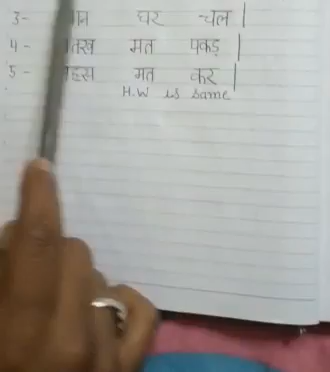 3- घर चल |
4- मत पकड़ |
5- मत कर |
H.W is same